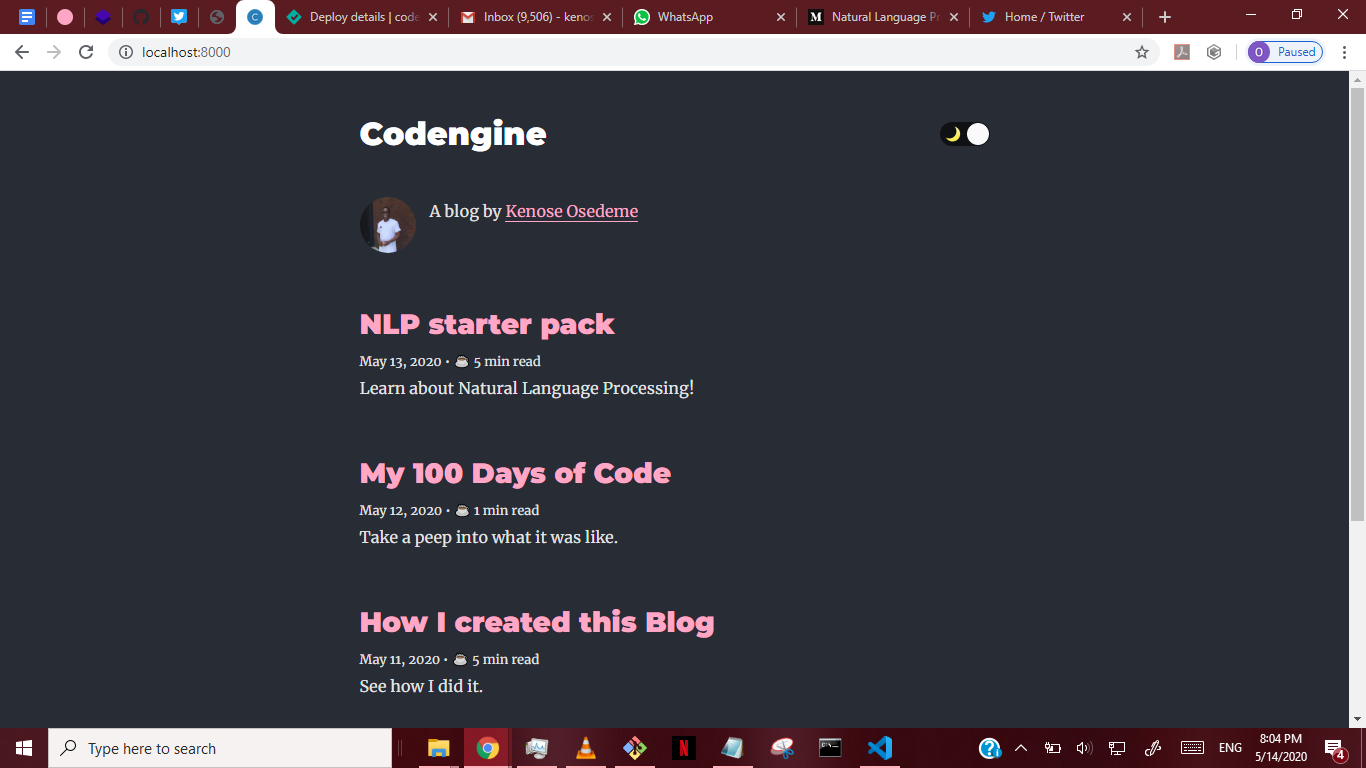 C
Deploy details | code
Inbox (9,506) - kenos
WhatsApp
M Natural Language Pr
Home / Twitter
localhost:8000
O Paused
Codengine
A blog by Kenose Osedeme
NLP starter pack
May 13, 2020 • ☕ 5 min read
Learn about Natural Language Processing!
My 100 Days of Code
May 12, 2020 • ☕ 1 min read
Take a peep into what it was like.
How I created this Blog
May 11, 2020 • ☕ 5 min read
See how I did it.
Type here to search
N
ENG
8:04 PM
5/14/2020
4